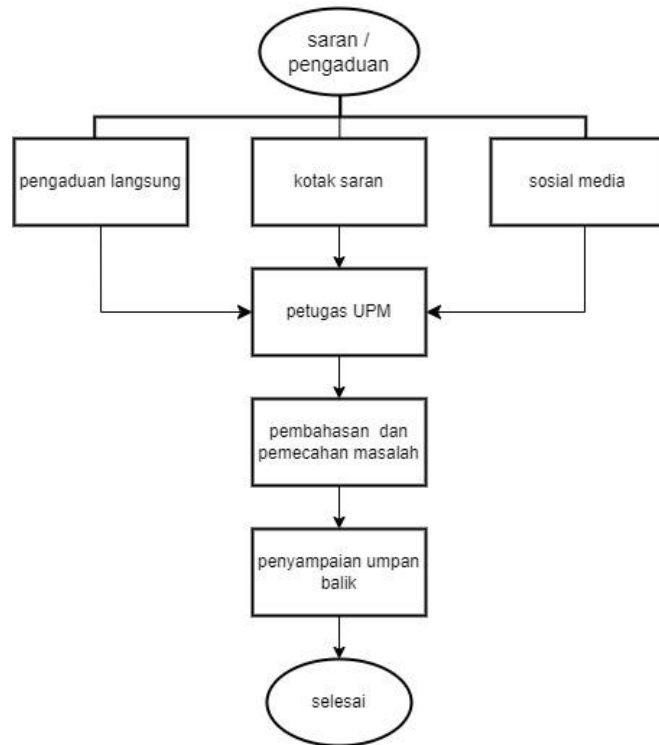 saran /
pengaduan
pengaduan langsung
kotak saran
sosial media
petugas UPM
pembahasan dan
pemecahan masalah
penyampaian umpan
balik
selesai